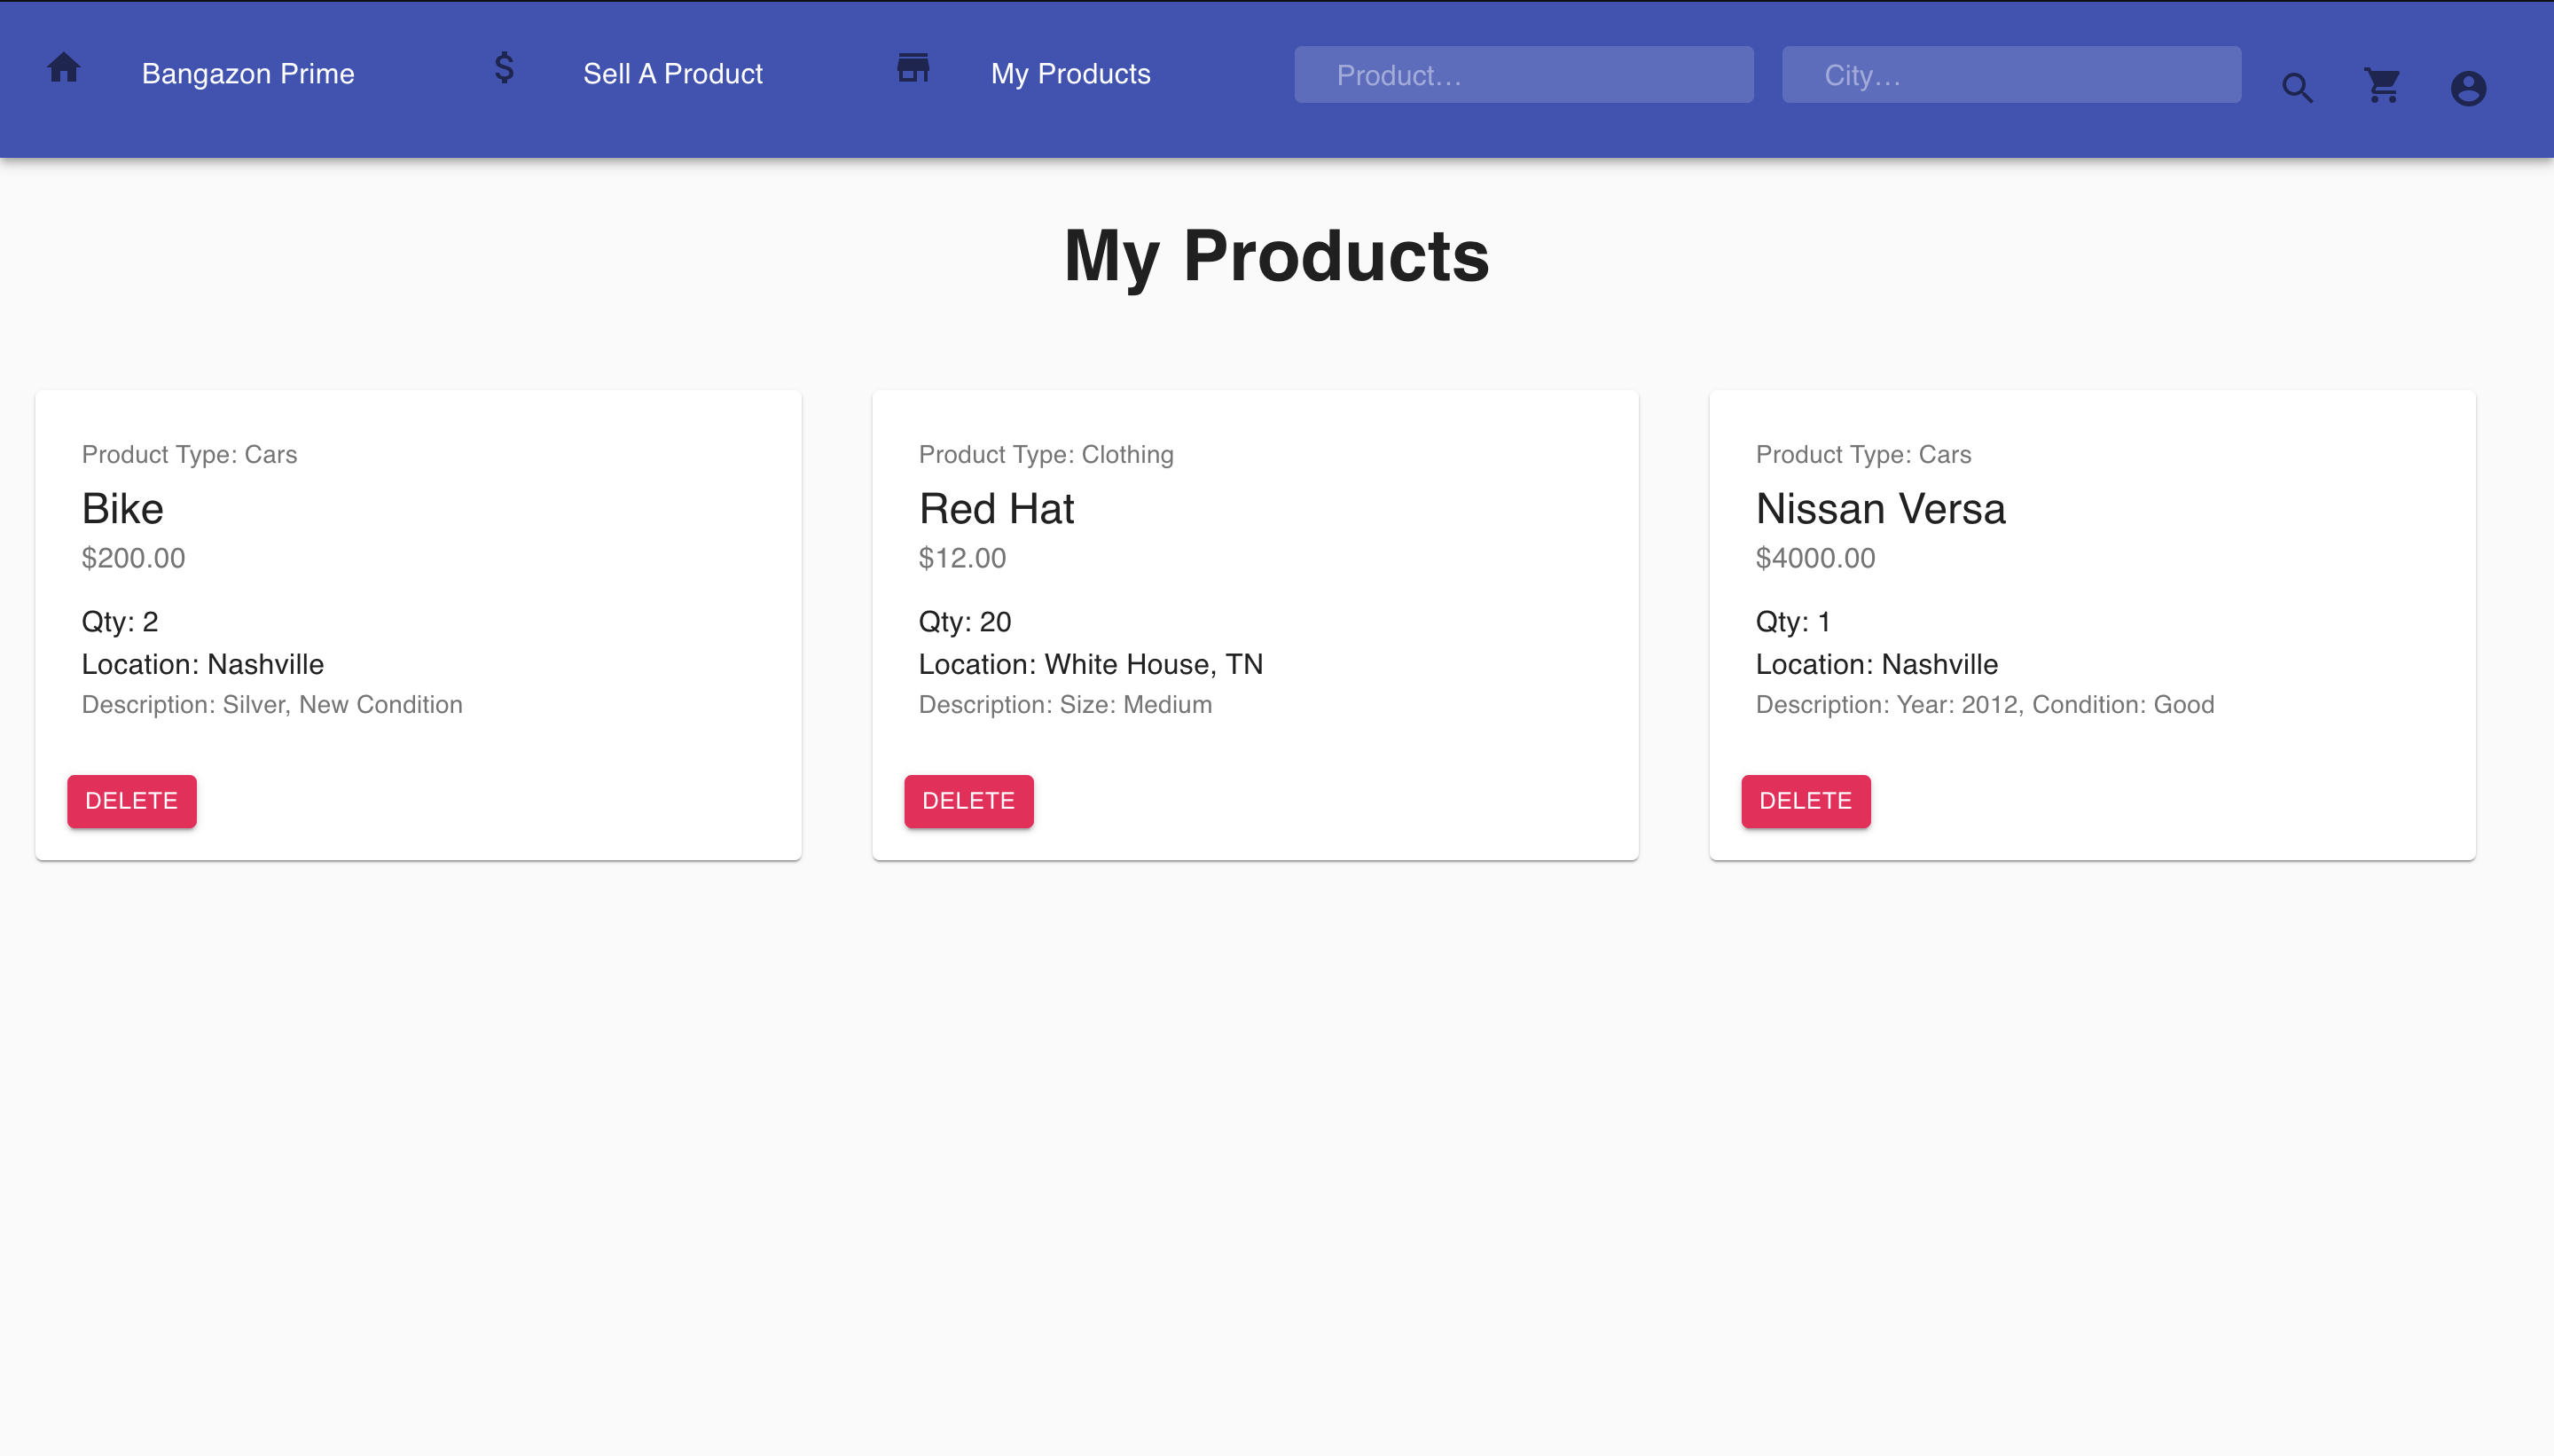 Bangazon Prime
Sell A Product
My Products
Product...
City...
My Products
Product Type: Cars
Bike
$200.00
Qty: 2
Location: Nashville
Description: Silver, New Condition
DELETE
Product Type: Clothing
Red Hat
$12.00
Qty: 20
Location: White House, TN
Description: Size: Medium
DELETE
Product Type: Cars
Nissan Versa
$4000.00
Qty: 1
Location: Nashville
Description: Year: 2012, Condition: Good
DELETE